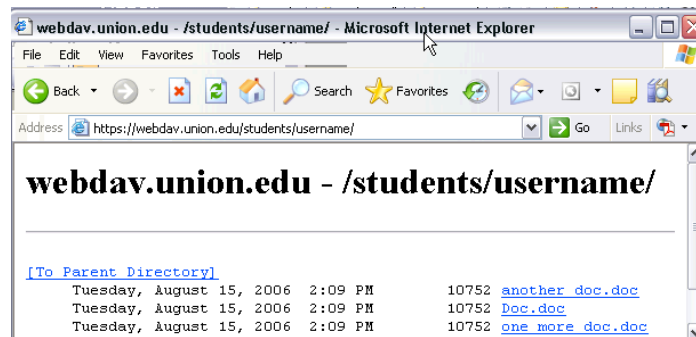 webdav.union.edu - /students/username/ - Microsoft Internet Explorer
File Edit View Favorites Tools Help
Back Search Favorites
Address https://webdav.union.edu/students/username/ Go Links
webdav.union.edu - /students/username/
[To Parent Directory]
Tuesday, August 15, 2006 2:09 PM 10752 another doc.doc
Tuesday, August 15, 2006 2:09 PM 10752 Doc.doc
Tuesday, August 15, 2006 2:09 PM 10752 one more doc.doc